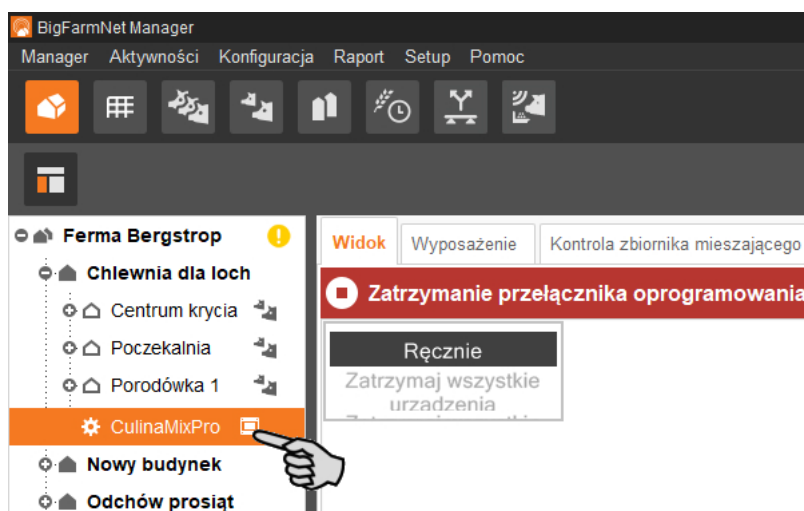 BigFarmNet Manager
Manager Aktywności Konfiguracja Raport Setup Pomoc
Ferma Bergstrop
Widok Wyposażenie Kontrola zbiornika mieszającego
Chlewnia dla loch
Zatrzymanie przełącznika oprogramowania
Centrum krycia
Ręcznie
Poczekalnia
Zatrzymaj wszystkie
urzadzenia
Porodówka 1
CulinaMixPro
Nowy budynek
Odchów prosiąt